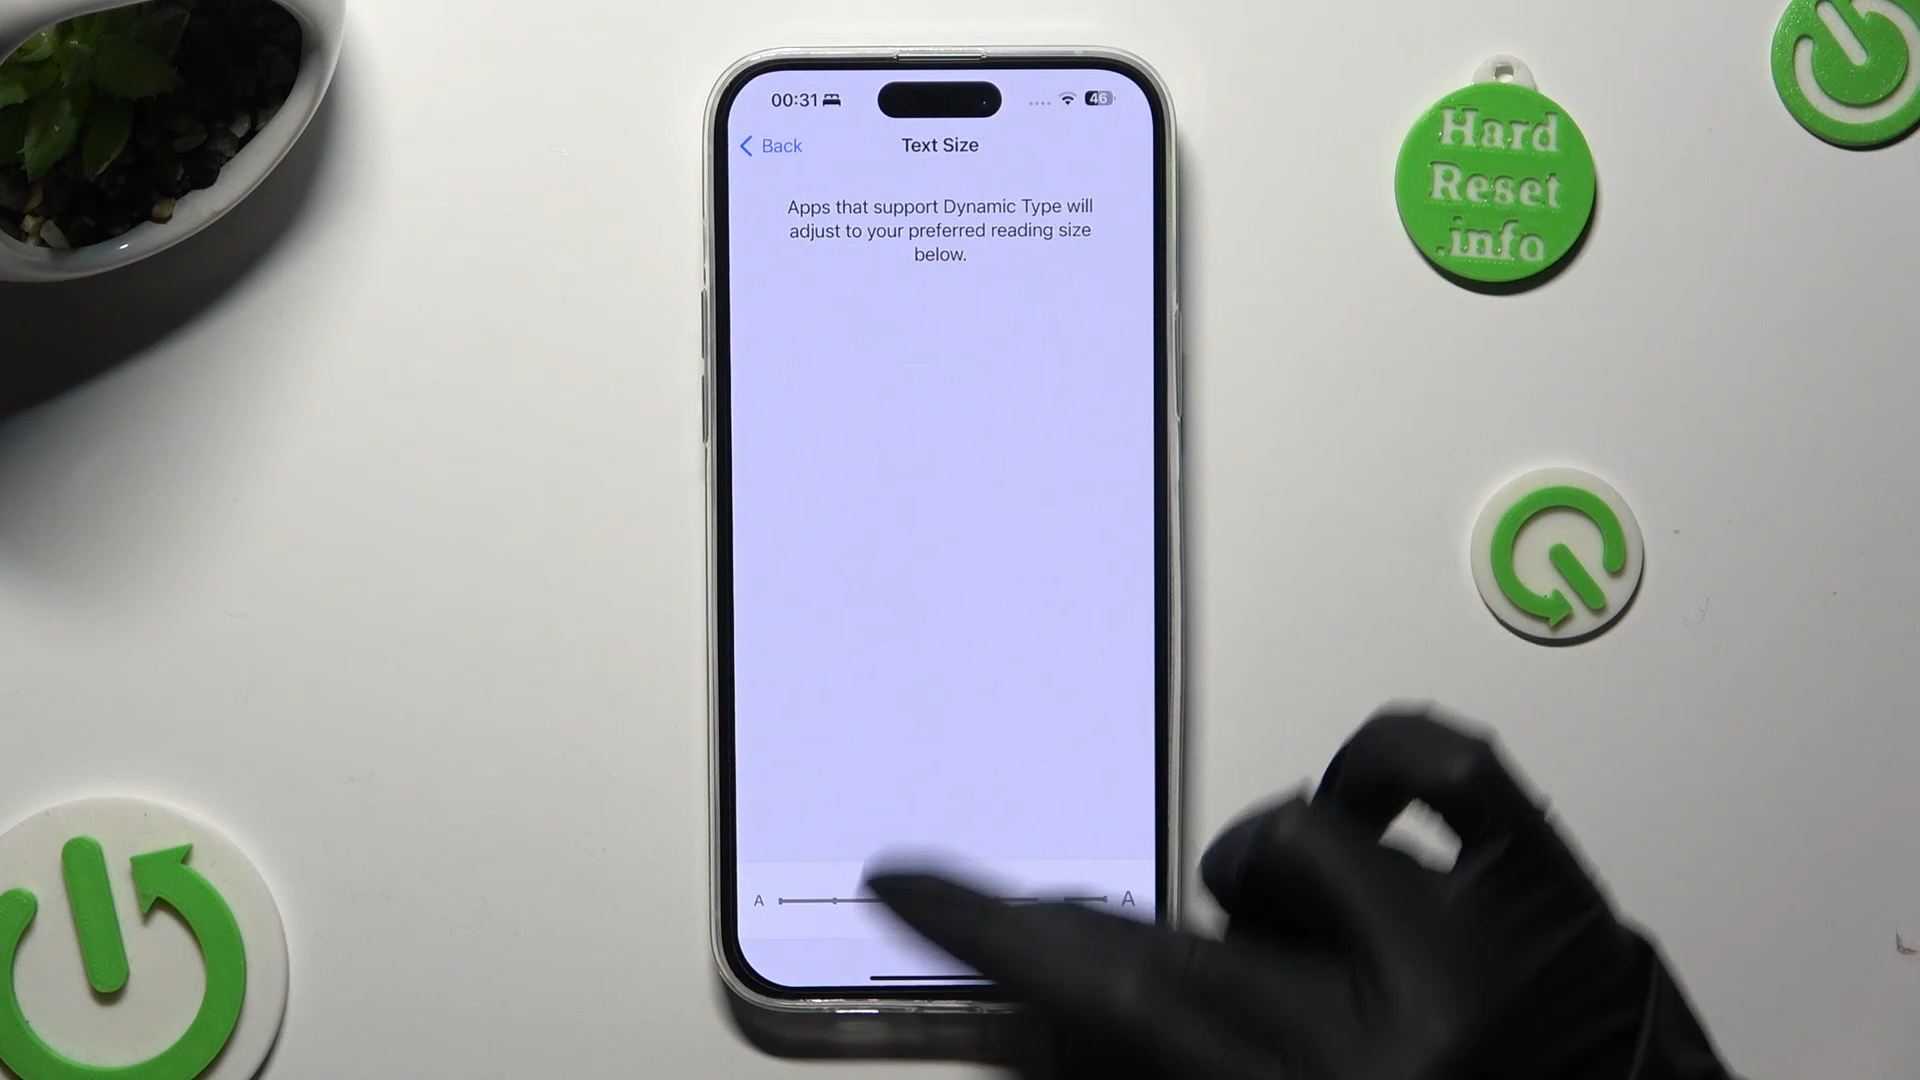 00:31
46
Back
Text Size
Apps that support Dynamic Type will
adjust to your preferred reading size
below.
A
A
Hard
Reset
.info